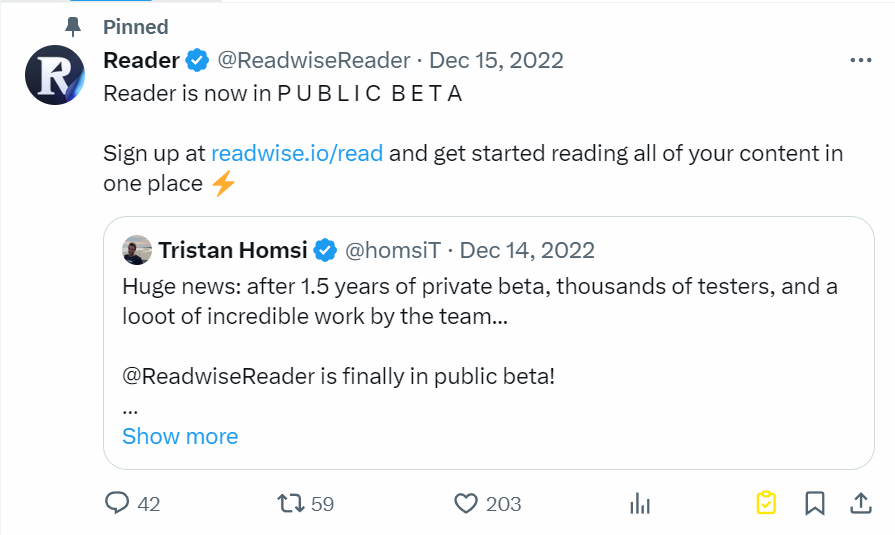 Pinned
Reader @ReadwiseReader · Dec 15, 2022
Reader is now in P U B L I C B E T A
Sign up at readwise.io/read and get started reading all of your content in
one place ⚡
Tristan Homsi @homsiT · Dec 14, 2022
Huge news: after 1.5 years of private beta, thousands of testers, and a
looot of incredible work by the team...
@ReadwiseReader is finally in public beta!
...
Show more
42 59 203